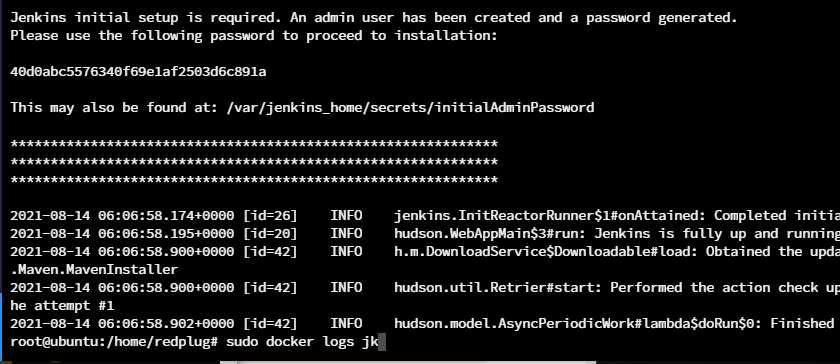 Jenkins initial setup is required. An admin user has been created and a password generated.
Please use the following password to proceed to installation:
40d0abc5576340f69e1af2503d6c891a
This may also be found at: /var/jenkins_home/secrets/initialAdminPassword
*************************************************************
*************************************************************
*************************************************************
2021-08-14 06:06:58.174+0000 [id=26] INFO jenkins.InitReactorRunner$1#onAttained: Completed initia
2021-08-14 06:06:58.195+0000 [id=20] INFO hudson.WebAppMain$3#run: Jenkins is fully up and running
2021-08-14 06:06:58.900+0000 [id=42] INFO h.m.DownloadService$Downloadable#load: Obtained the upda
.Maven.MavenInstaller
2021-08-14 06:06:58.900+0000 [id=42] INFO hudson.util.Retrier#start: Performed the action check up
he attempt #1
2021-08-14 06:06:58.902+0000 [id=42] INFO hudson.model.AsyncPeriodicWork#lambda$doRun$0: Finished
root@ubuntu:/home/redplug# sudo docker logs jk